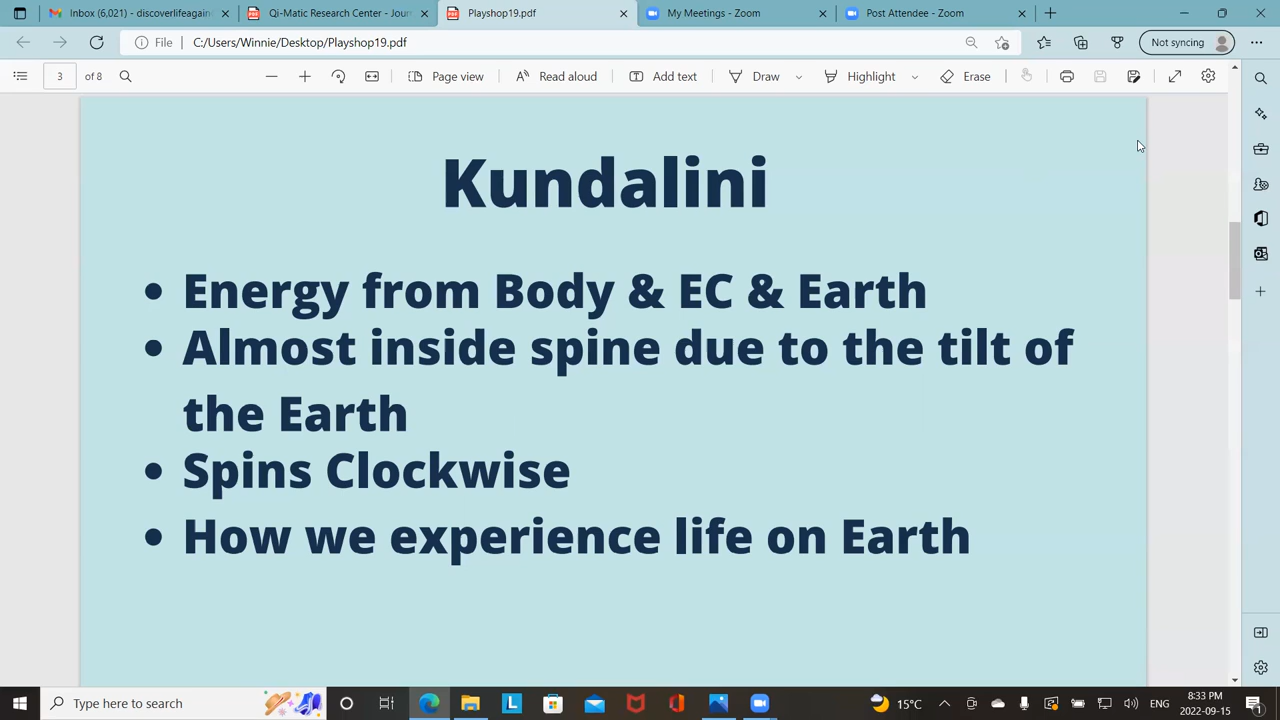 Inbox (6,021) - discoverlifeagain
Qi-Matic Research Center - Jour
Playshop19.pdf
My Meetings - Zoom
Post Attendee - Zoom
File
C:/Users/Winnie/Desktop/Playshop19.pdf
Not syncing
3 of 8
Page view
Read aloud
Add text
Draw
Highlight
Erase
Kundalini
• Energy from Body & EC & Earth
• Almost inside spine due to the tilt of
the Earth
• Spins Clockwise
• How we experience life on Earth
Type here to search
15°C
ENG
8:33 PM
2022-09-15